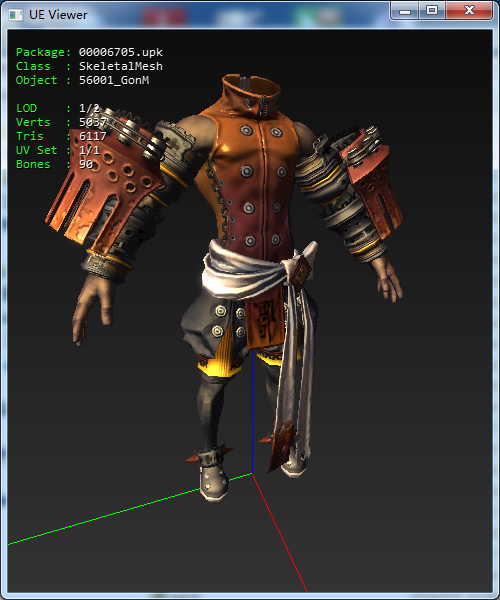 UE Viewer
Package: 00006705.upk
Class : SkeletalMesh
Object : 56001_GonM
LOD : 1/2
Verts : 5037
Tris : 6117
UV Set : 1/1
Bones : 90